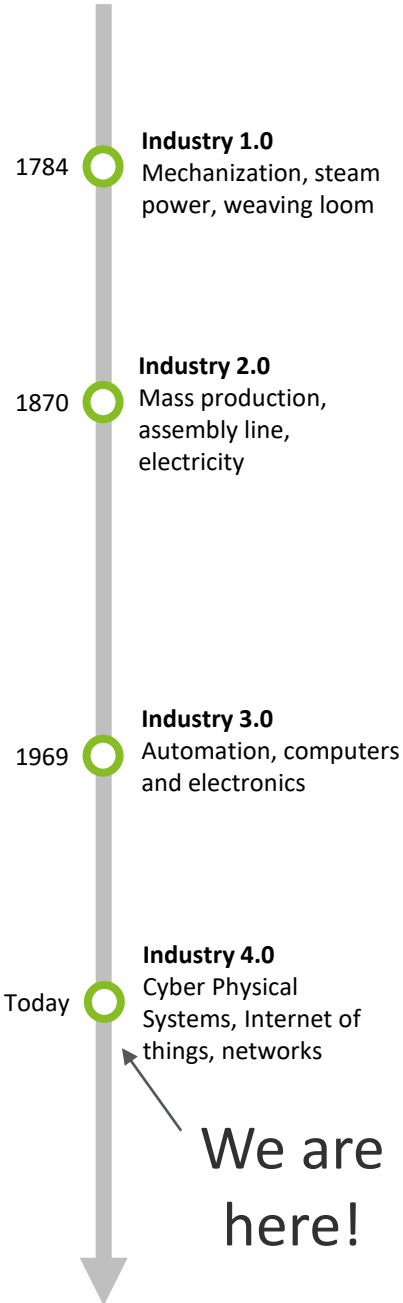 1784
Industry 1.0
Mechanization, steam
power, weaving loom
1870
Industry 2.0
Mass production,
assembly line,
electricity
1969
Industry 3.0
Automation, computers
and electronics
Today
Industry 4.0
Cyber Physical
Systems, Internet of
things, networks
We are
here!